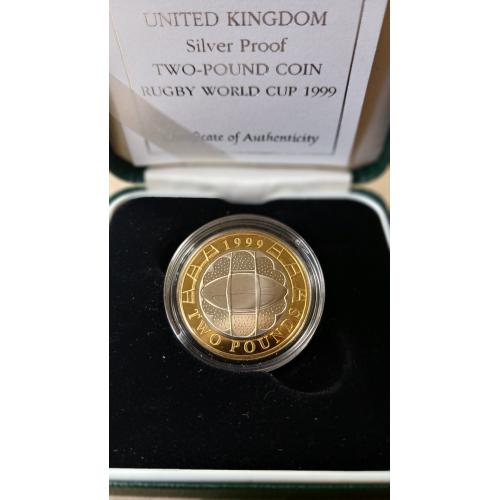 UNITED KINGDOM
Silver Proof
TWO-POUND COIN
RUGBY WORLD CUP 1999
Certificate of Authenticity
1999
TWO POUNDS